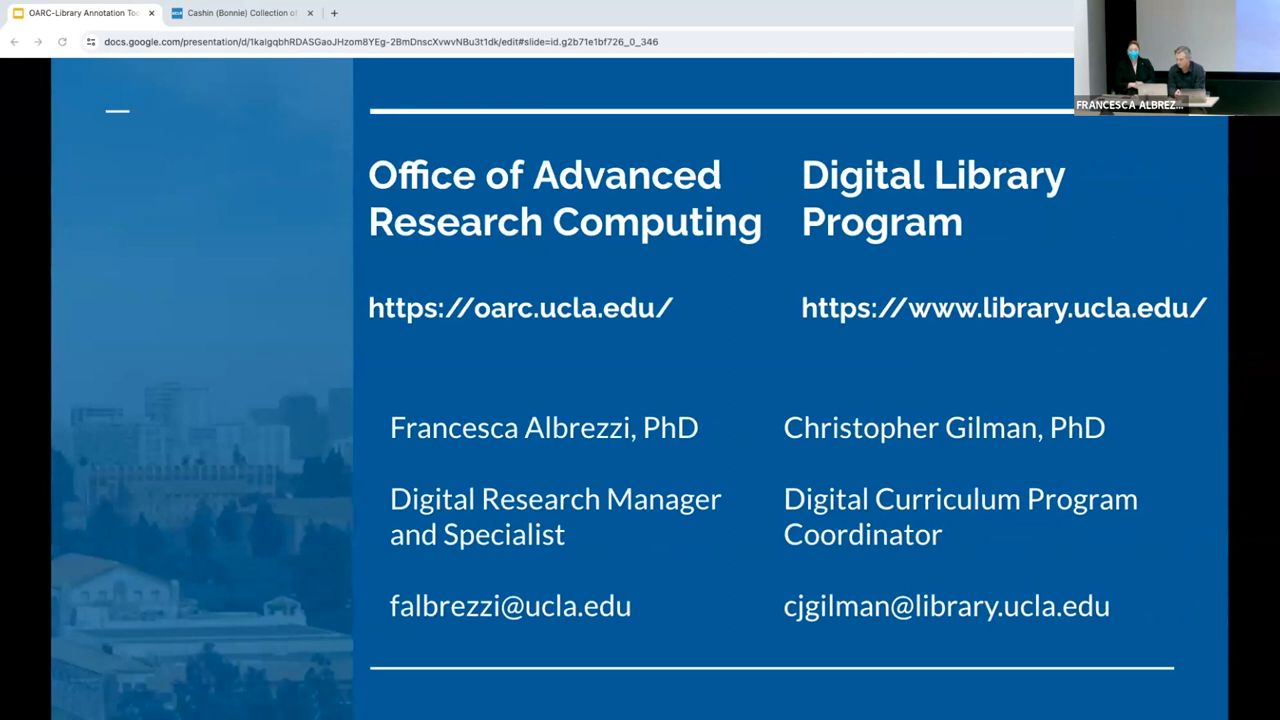 OARC-Library Annotation Too
Cashin (Bonnie) Collection of
docs.google.com/presentation/d/1kaIgqbhRDASGaoJHzom8YEg-2BmDnscXvwvNBu3t1dk/edit#slide=id.g2b71e1bf726_0_346
FRANCESCA ALBREZ...
Office of Advanced
Research Computing
https://oarc.ucla.edu/
Francesca Albrezzi, PhD
Digital Research Manager
and Specialist
falbrezzi@ucla.edu
Digital Library
Program
https://www.library.ucla.edu/
Christopher Gilman, PhD
Digital Curriculum Program
Coordinator
cjgilman@library.ucla.edu